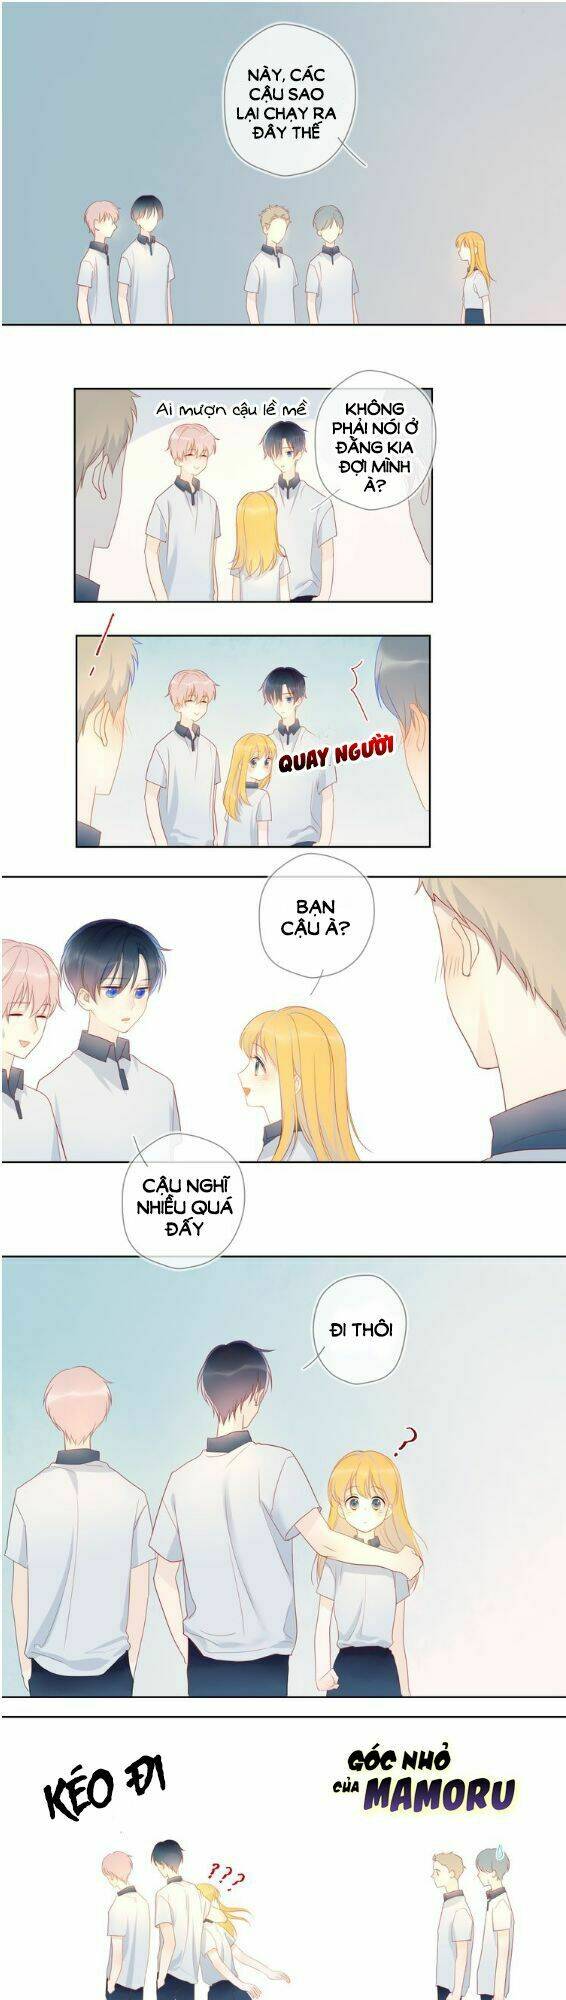 NÀY, CÁC
CẬU SAO
LẠI CHẠY RA
ĐÂY THẾ
Ai mượn cậu lề mề
KHÔNG
PHẢI NÓI Ở
ĐẰNG KIA
ĐỢI MÌNH
À?
QUAY NGƯỜI
BẠN
CẬU À?
CẬU NGHĨ
NHIỀU QUÁ
ĐẤY
ĐI THÔI
?
KÉO ĐI
GÓC NHỎ
CỦA MAMORU
???